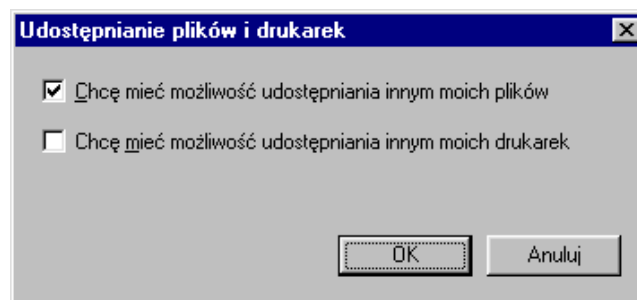 Udostępnianie plików i drukarek
Chcę mieć możliwość udostępniania innym moich plików
Chcę mieć możliwość udostępniania innym moich drukarek
OK Anuluj